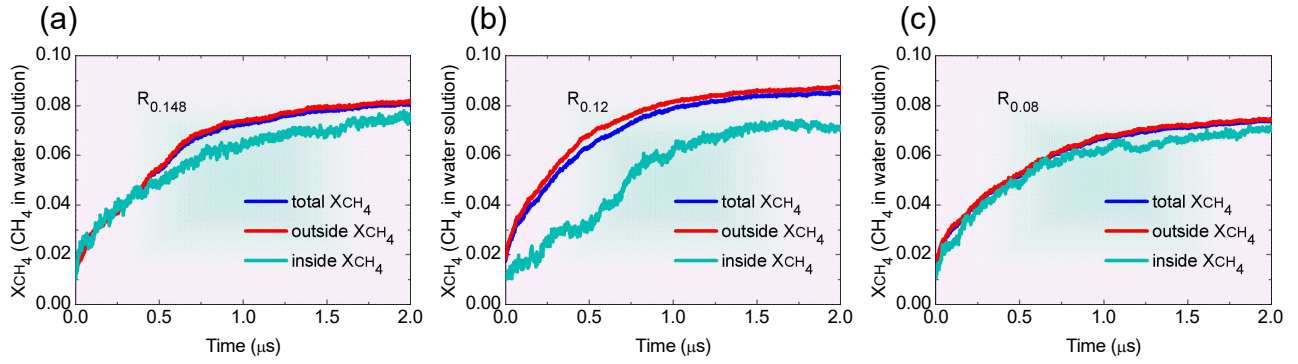 (a)
XCH4 (CH4 in water solution)
0.10
0.08
0.06
0.04
0.02
0.00
R0.148
total XCH4
outside XCH4
inside XCH4
0.0 0.5 1.0 1.5 2.0
Time (μs)
(b)
XCH4 (CH4 in water solution)
0.10
0.08
0.06
0.04
0.02
0.00
R0.12
total XCH4
outside XCH4
inside XCH4
0.0 0.5 1.0 1.5 2.0
Time (μs)
(c)
XCH4 (CH4 in water solution)
0.10
0.08
0.06
0.04
0.02
0.00
R0.08
total XCH4
outside XCH4
inside XCH4
0.0 0.5 1.0 1.5 2.0
Time (μs)